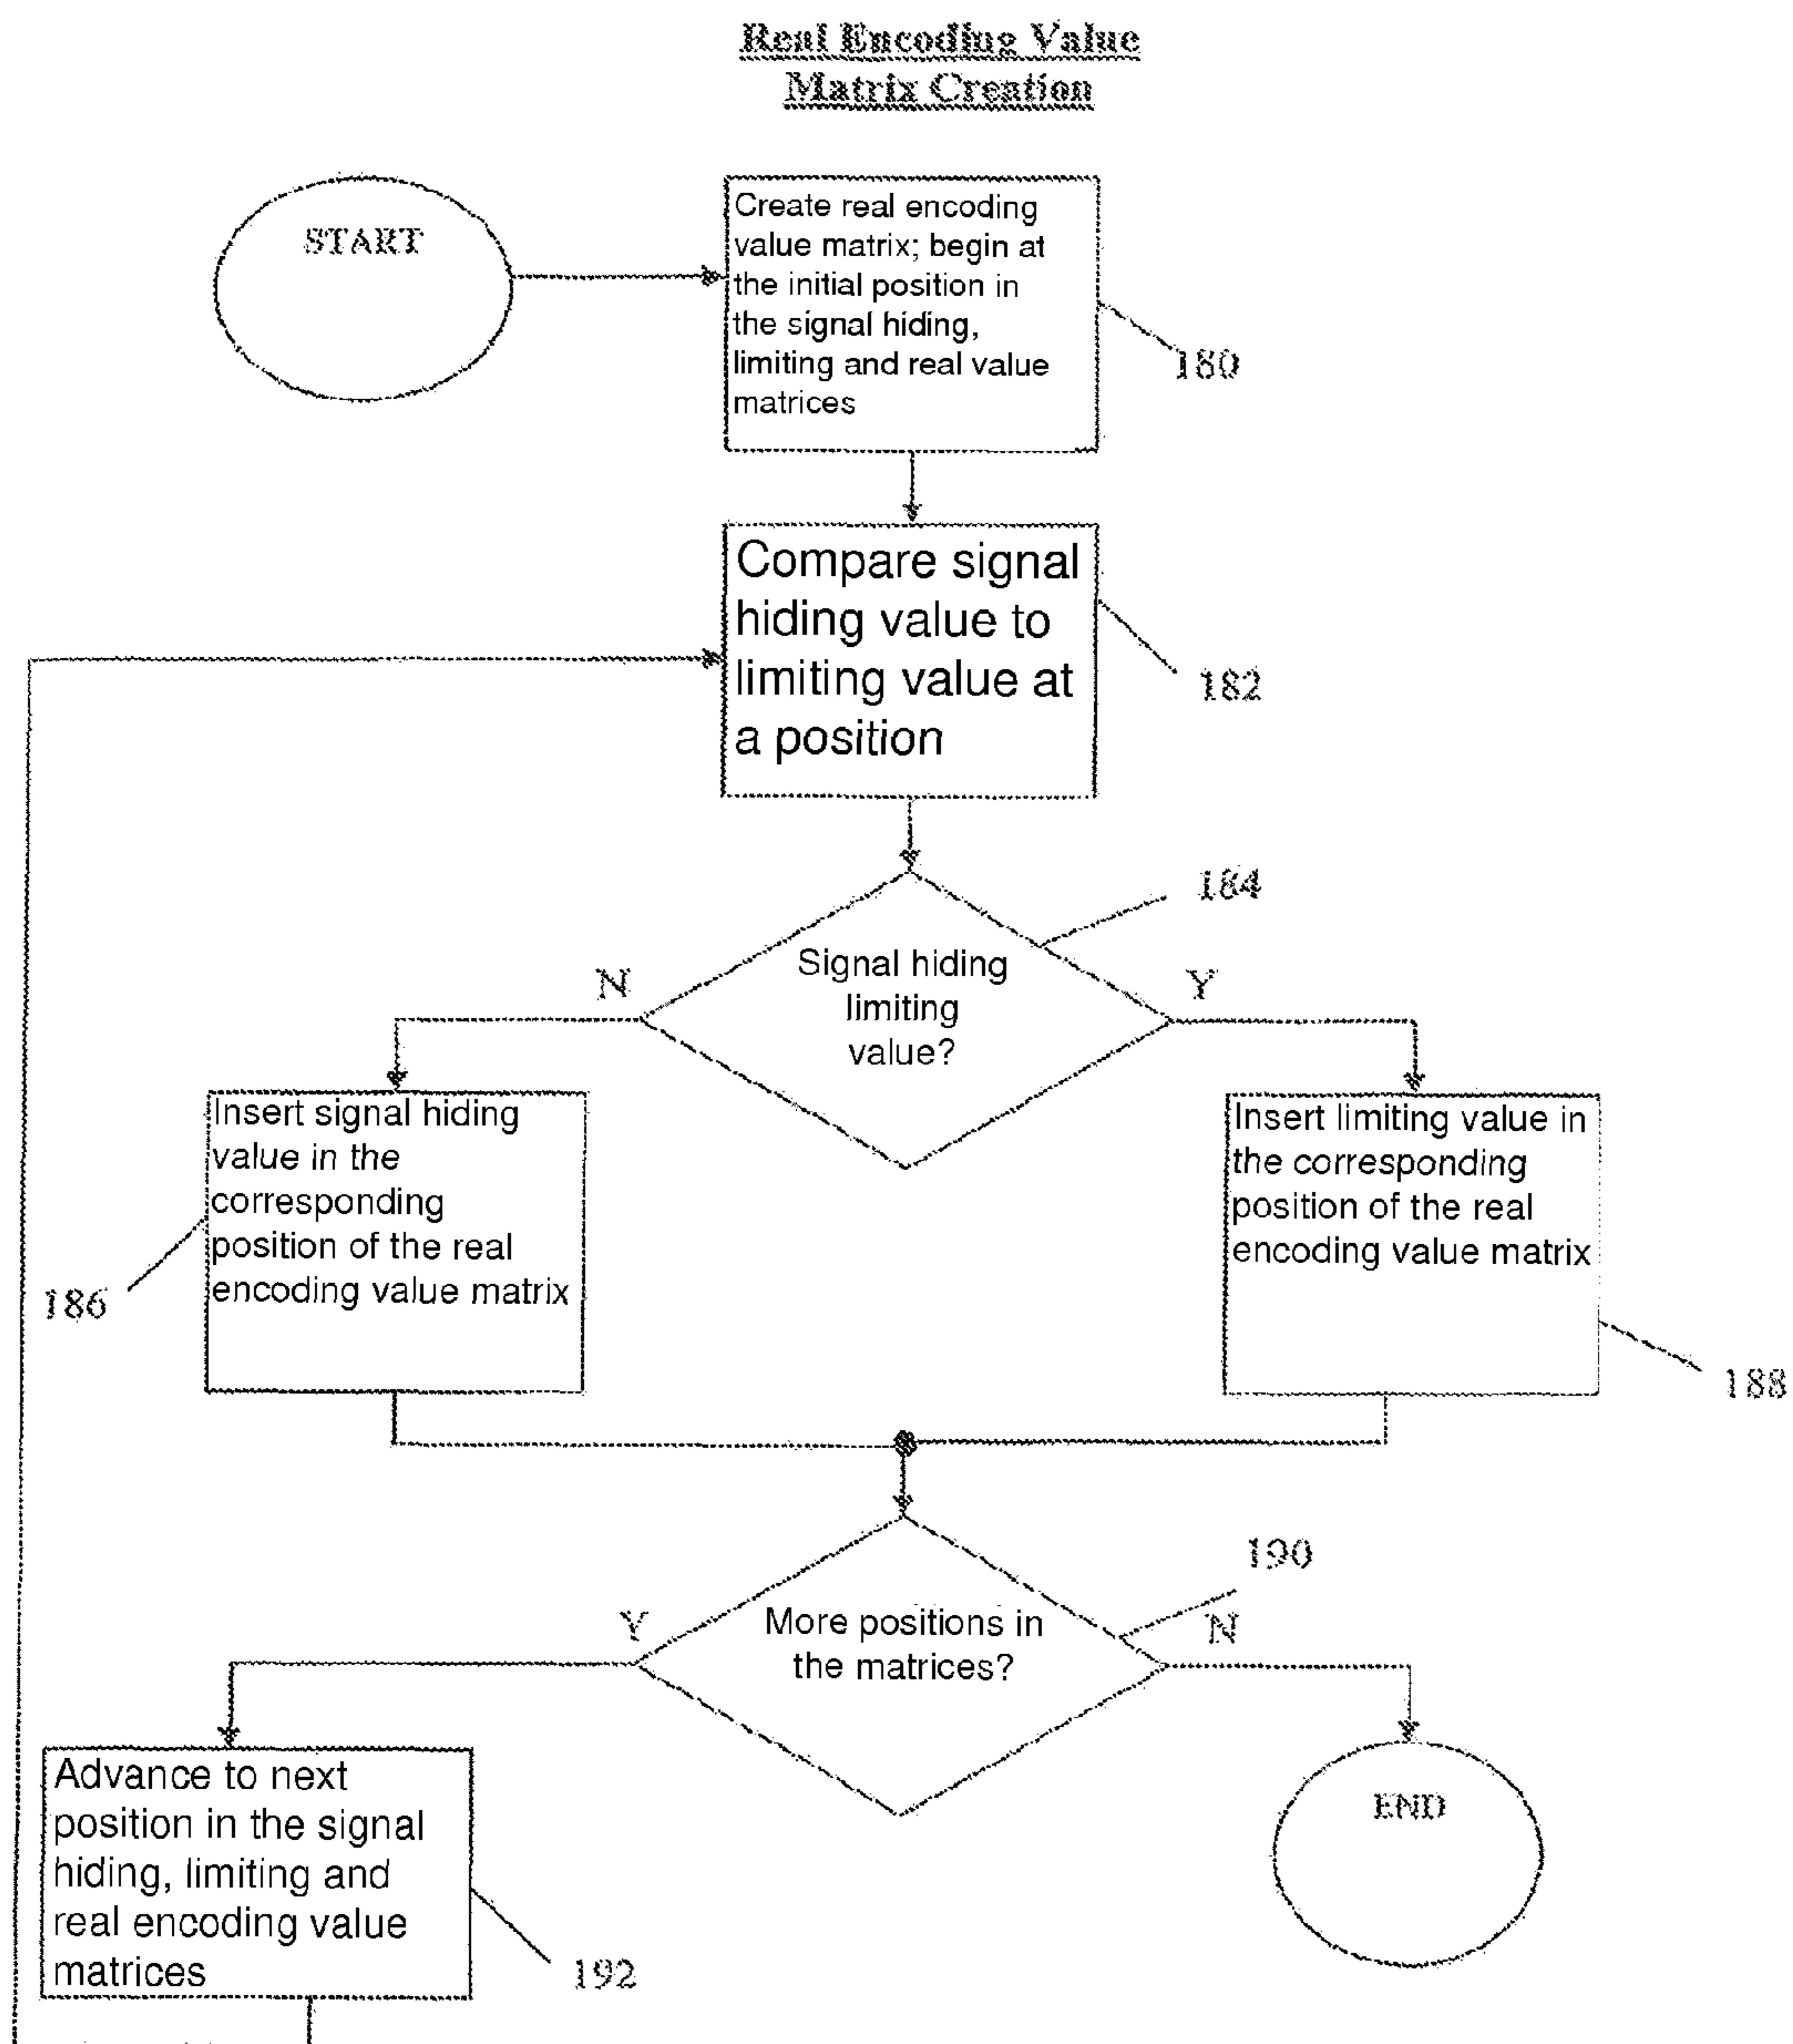 Real Encoding Value
Matrix Creation
START
Create real encoding
value matrix; begin at
the initial position in
the signal hiding,
limiting and real value
matrices
180
Compare signal
hiding value to
limiting value at
a position
182
184
Signal hiding
limiting
value?
N
Y
Insert signal hiding
value in the
corresponding
position of the real
encoding value matrix
186
Insert limiting value in
the corresponding
position of the real
encoding value matrix
188
190
More positions in
the matrices?
Y
N
Advance to next
position in the signal
hiding, limiting and
real encoding value
matrices
192
END